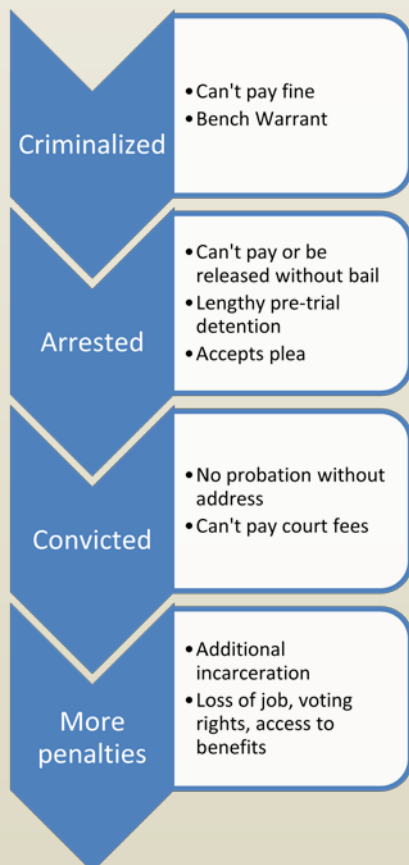 Criminalized
•Can't pay fine
•Bench Warrant
Arrested
•Can't pay or be
released without bail
•Lengthy pre-trial
detention
•Accepts plea
Convicted
•No probation without
address
•Can't pay court fees
More
penalties
•Additional
incarceration
•Loss of job, voting
rights, access to
benefits